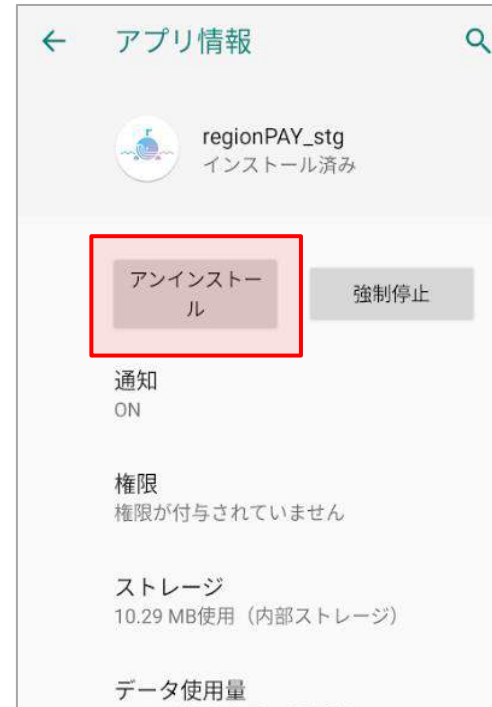 アプリ情報
regionPAY_stg
インストール済み
アンインストー
ル
強制停止
通知
ON
権限
権限が付与されていません
ストレージ
10.29 MB使用（内部ストレージ）
データ使用量